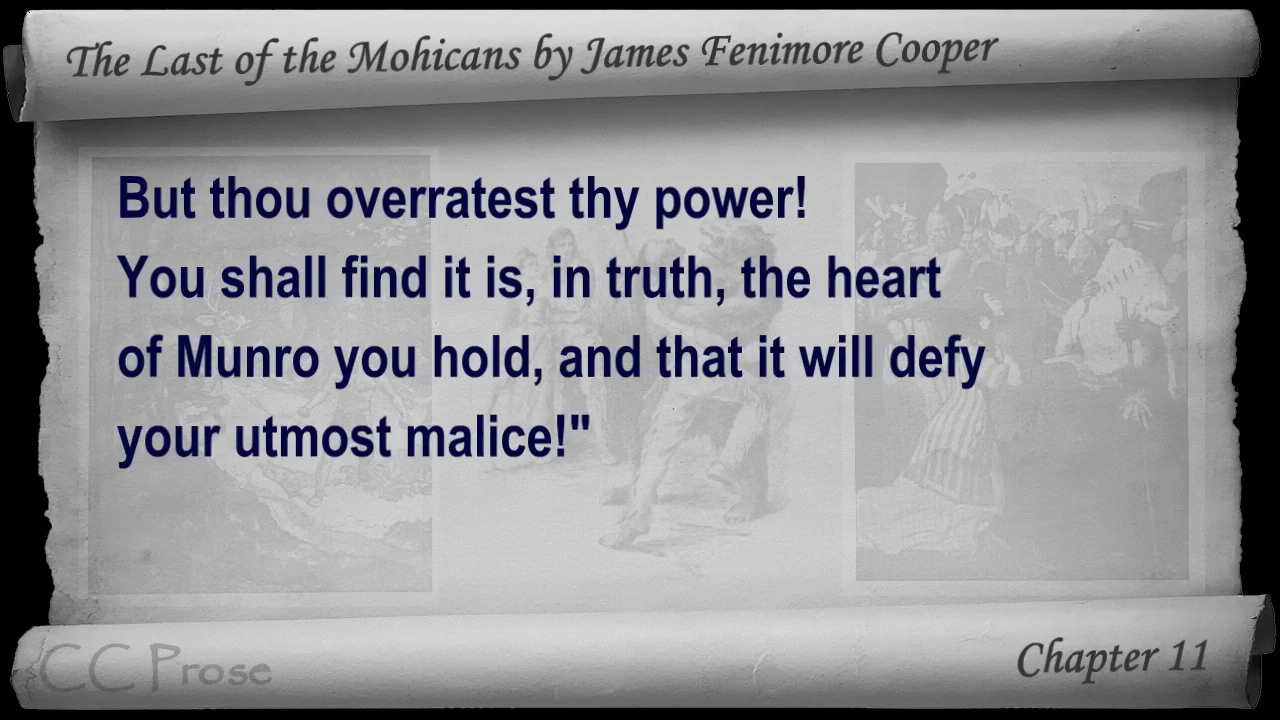 The Last of the Mohicans by James Fenimore Cooper
But thou overratest thy power!
You shall find it is, in truth, the heart
of Munro you hold, and that it will defy
your utmost malice!"
CC Prose
Chapter 11